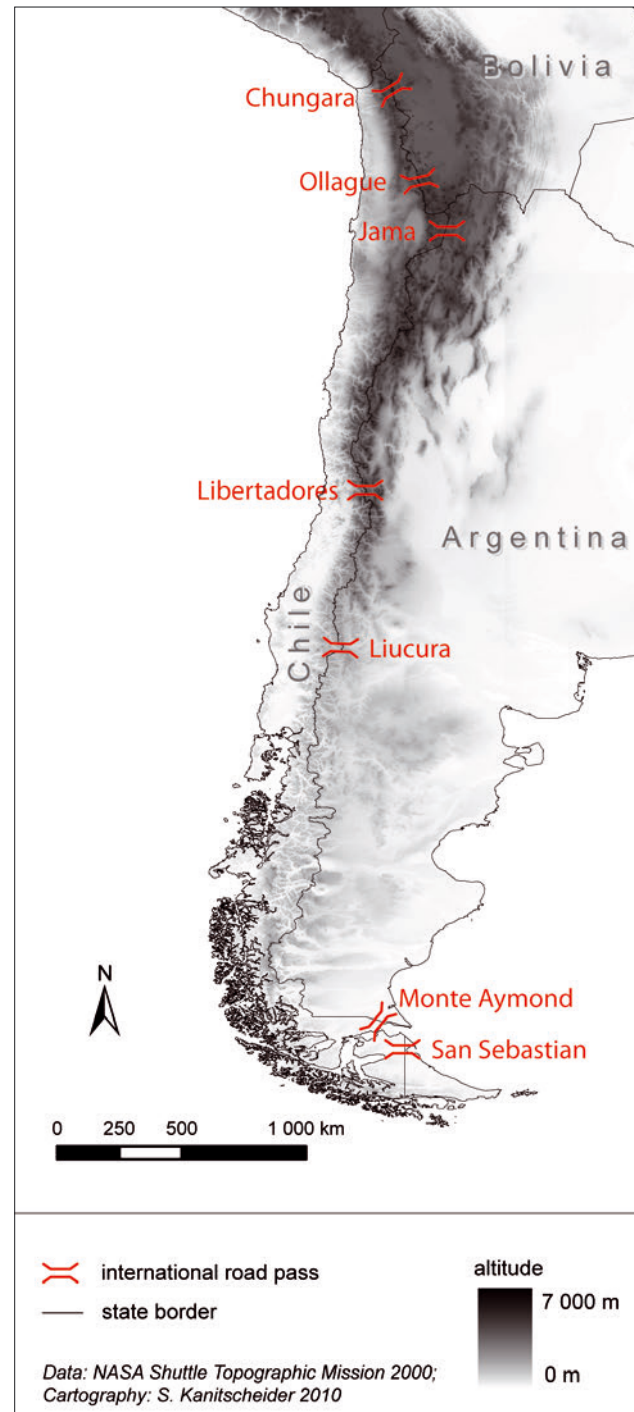 Bolivia
Chungara
Ollague
Jama
Libertadores
Argentina
Chile
Liucura
N
Monte Aymond
San Sebastian
0 250 500 1 000 km
international road pass
state border
altitude
7 000 m
0 m
Data: NASA Shuttle Topographic Mission 2000;
Cartography: S. Kanitscheider 2010